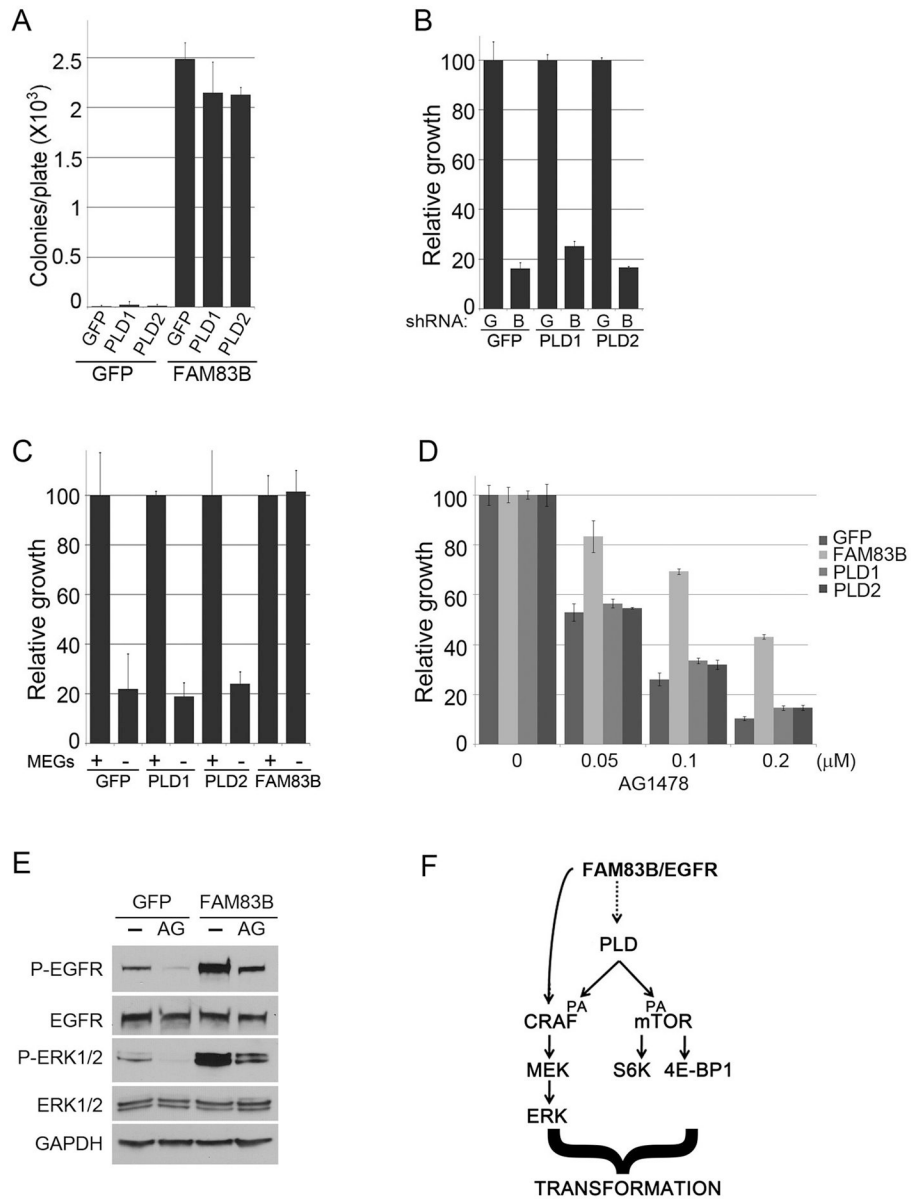 A
Colonies/plate (X10³)
2.5
2
1.5
1
0.5
0
GFP PLD1 PLD2 GFP PLD1 PLD2
GFP FAM83B
B
Relative growth
100
80
60
40
20
0
shRNA: G B G B G B
GFP PLD1 PLD2
C
Relative growth
100
80
60
40
20
0
MEGs + - + - + - + -
GFP PLD1 PLD2 FAM83B
D
Relative growth
100
80
60
40
20
0
GFP
FAM83B
PLD1
PLD2
0 0.05 0.1 0.2 (μM)
AG1478
E
GFP FAM83B
– AG – AG
P-EGFR
EGFR
P-ERK1/2
ERK1/2
GAPDH
F
FAM83B/EGFR
PLD
PA PA
CRAF mTOR
MEK S6K 4E-BP1
ERK
TRANSFORMATION